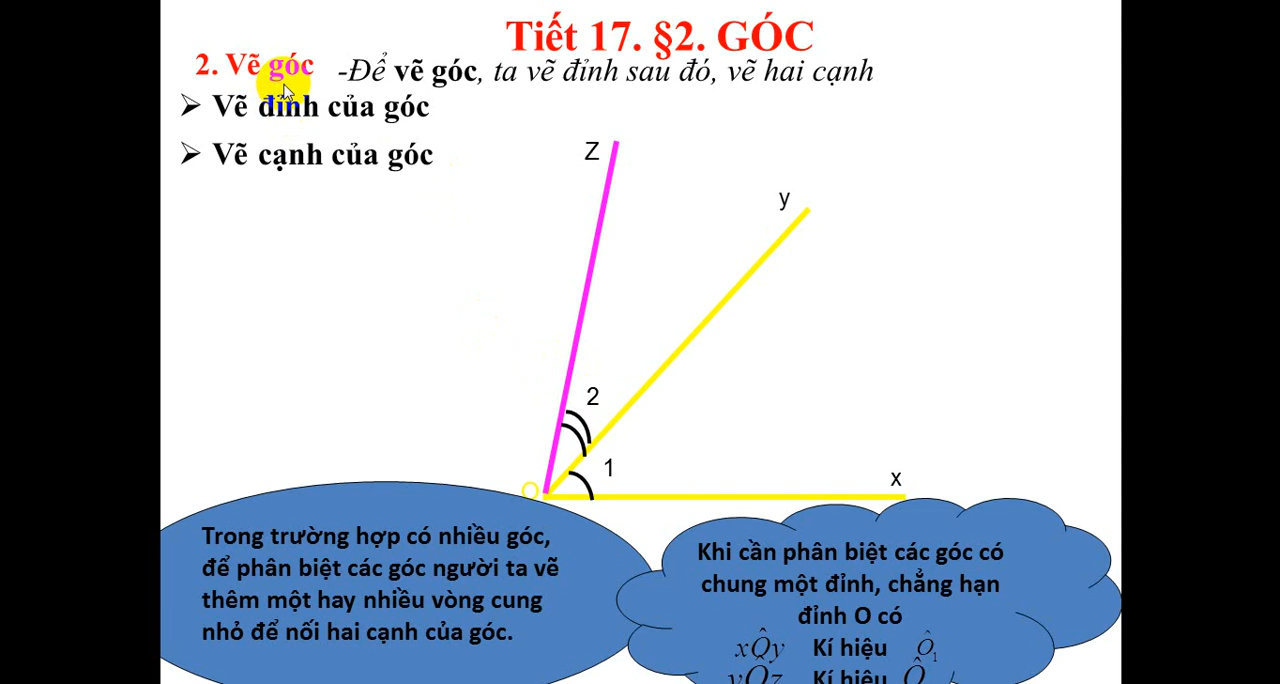 Tiết 17. §2. GÓC
2. Vẽ góc -Để vẽ góc, ta vẽ đỉnh sau đó, vẽ hai cạnh
➢ Vẽ đỉnh của góc
➢ Vẽ cạnh của góc
Z
y
2
1
x
O
Trong trường hợp có nhiều góc,
để phân biệt các góc người ta vẽ
thêm một hay nhiều vòng cung
nhỏ để nối hai cạnh của góc.
Khi cần phân biệt các góc có
chung một đỉnh, chẳng hạn
đỉnh O có
xÔy Kí hiệu Ô₁
yÔz Kí hiệu Ô